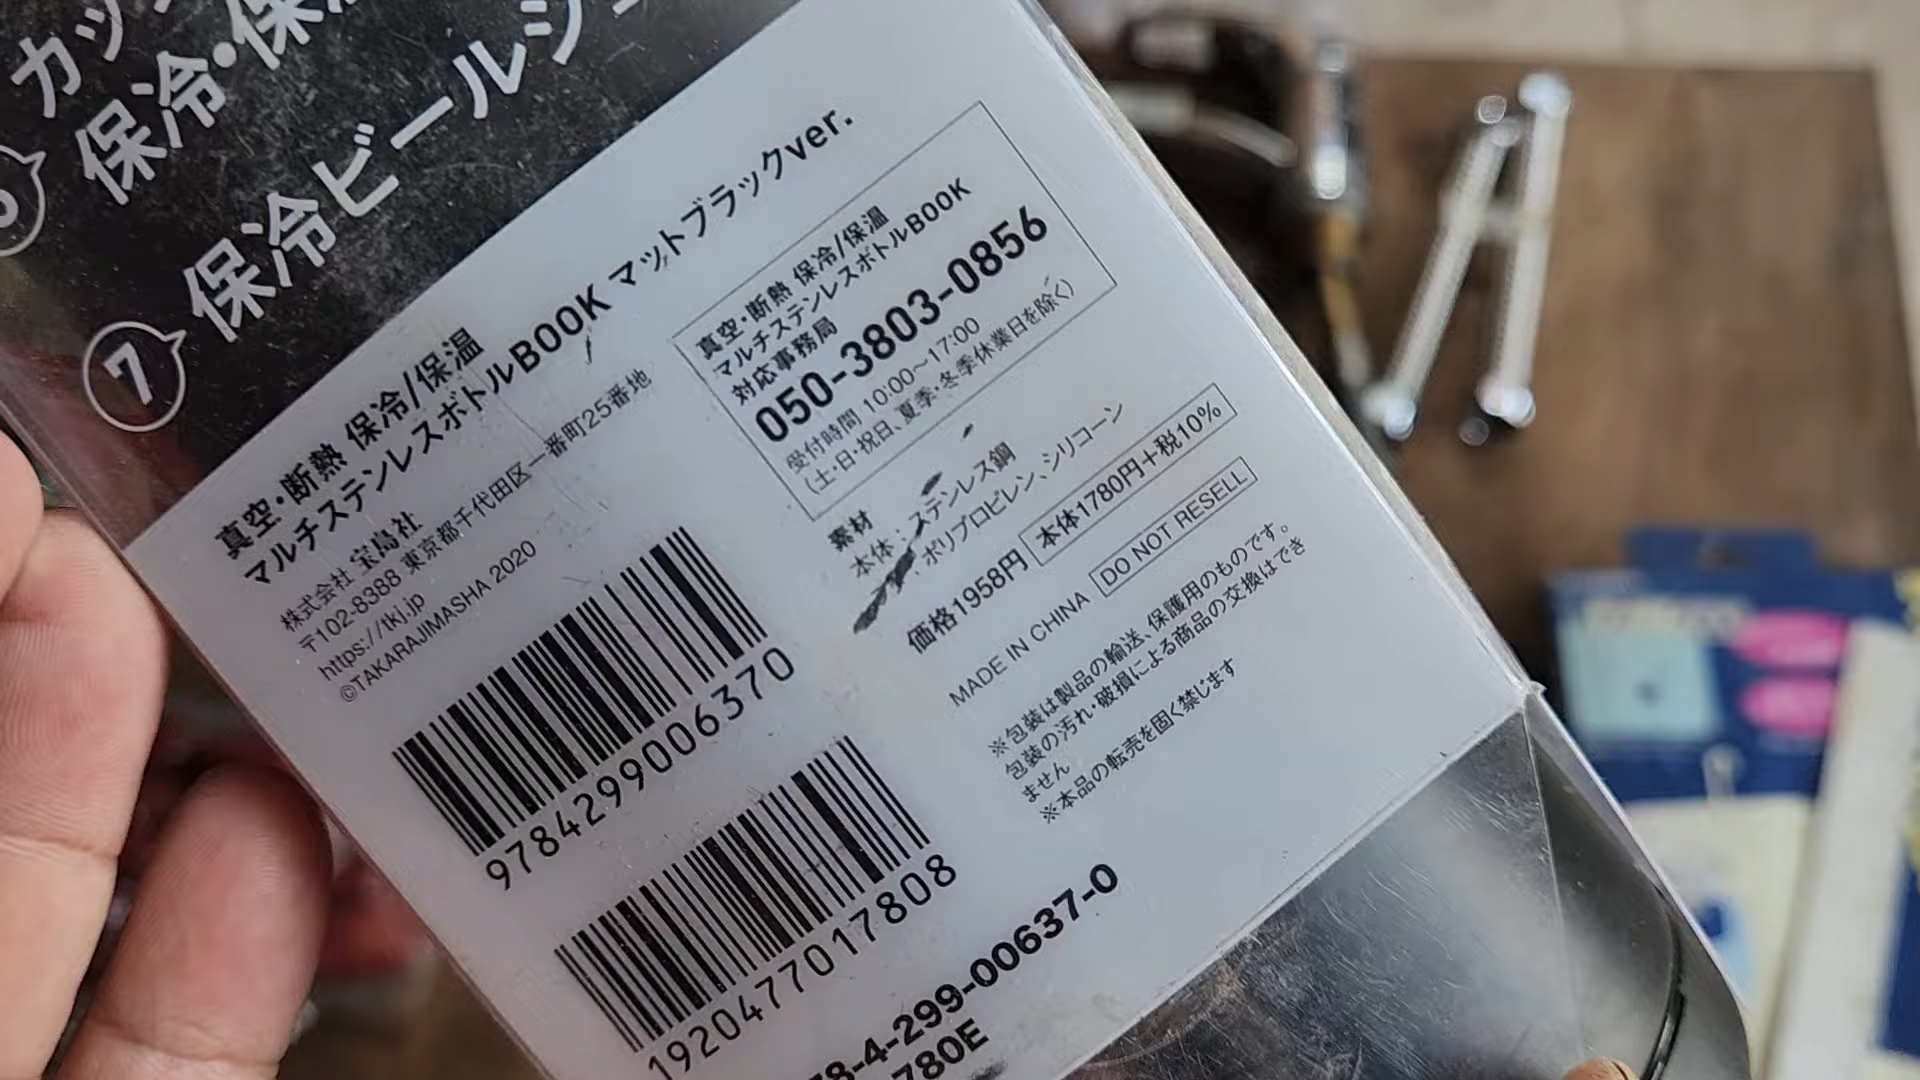 カッ
保冷・保
⑦ 保冷ビールジ
真空・断熱 保冷/保温
マルチステンレスボトルBOOK マットブラックver.
株式会社 宝島社
〒102-8388 東京都千代田区一番町25番地
https://tkj.jp
©TAKARAJIMASHA 2020
9784299006370
1920477017808
78-4-299-00637-0
780E
真空・断熱 保冷/保温
マルチステンレスボトルBOOK
対応事務局
050-3803-0856
受付時間 10:00〜17:00
(土・日・祝日、夏季・冬季休業日を除く)
素材
本体:ステンレス鋼
ポリプロピレン、シリコーン
価格1958円 本体1780円+税10%
MADE IN CHINA DO NOT RESELL
※包装は製品の輸送、保護用のものです。
包装の汚れ・破損による商品の交換はでき
ません
※本品の転売を固く禁じます